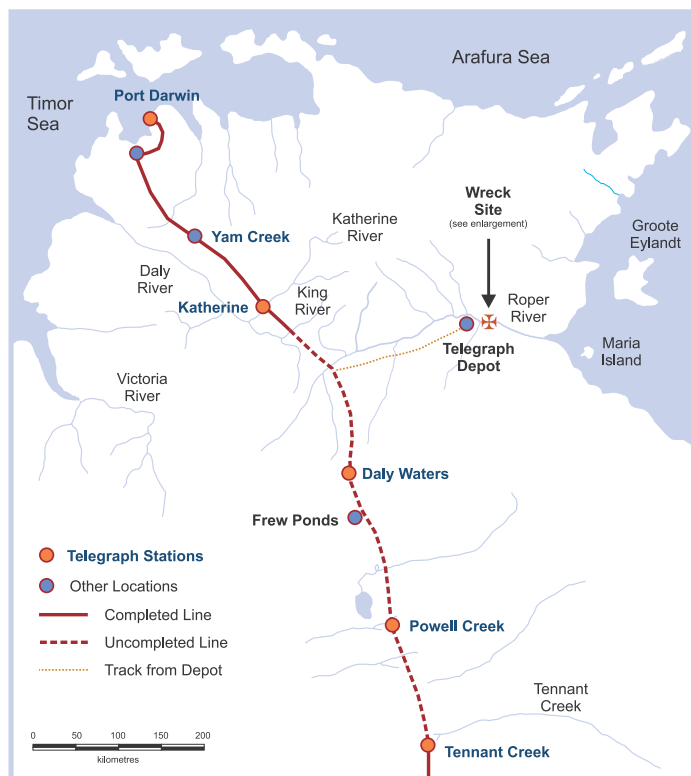 Arafura Sea
Timor
Sea
Port Darwin
Wreck
Site
(see enlargement)
Katherine
River
Groote
Eylandt
Yam Creek
Daly
River
King
River
Katherine
Roper
River
Telegraph
Depot
Maria
Island
Victoria
River
Daly Waters
Frew Ponds
Telegraph Stations
Other Locations
Completed Line
Uncompleted Line
Track from Depot
Powell Creek
Tennant
Creek
Tennant Creek
0 50 100 150 200
kilometres